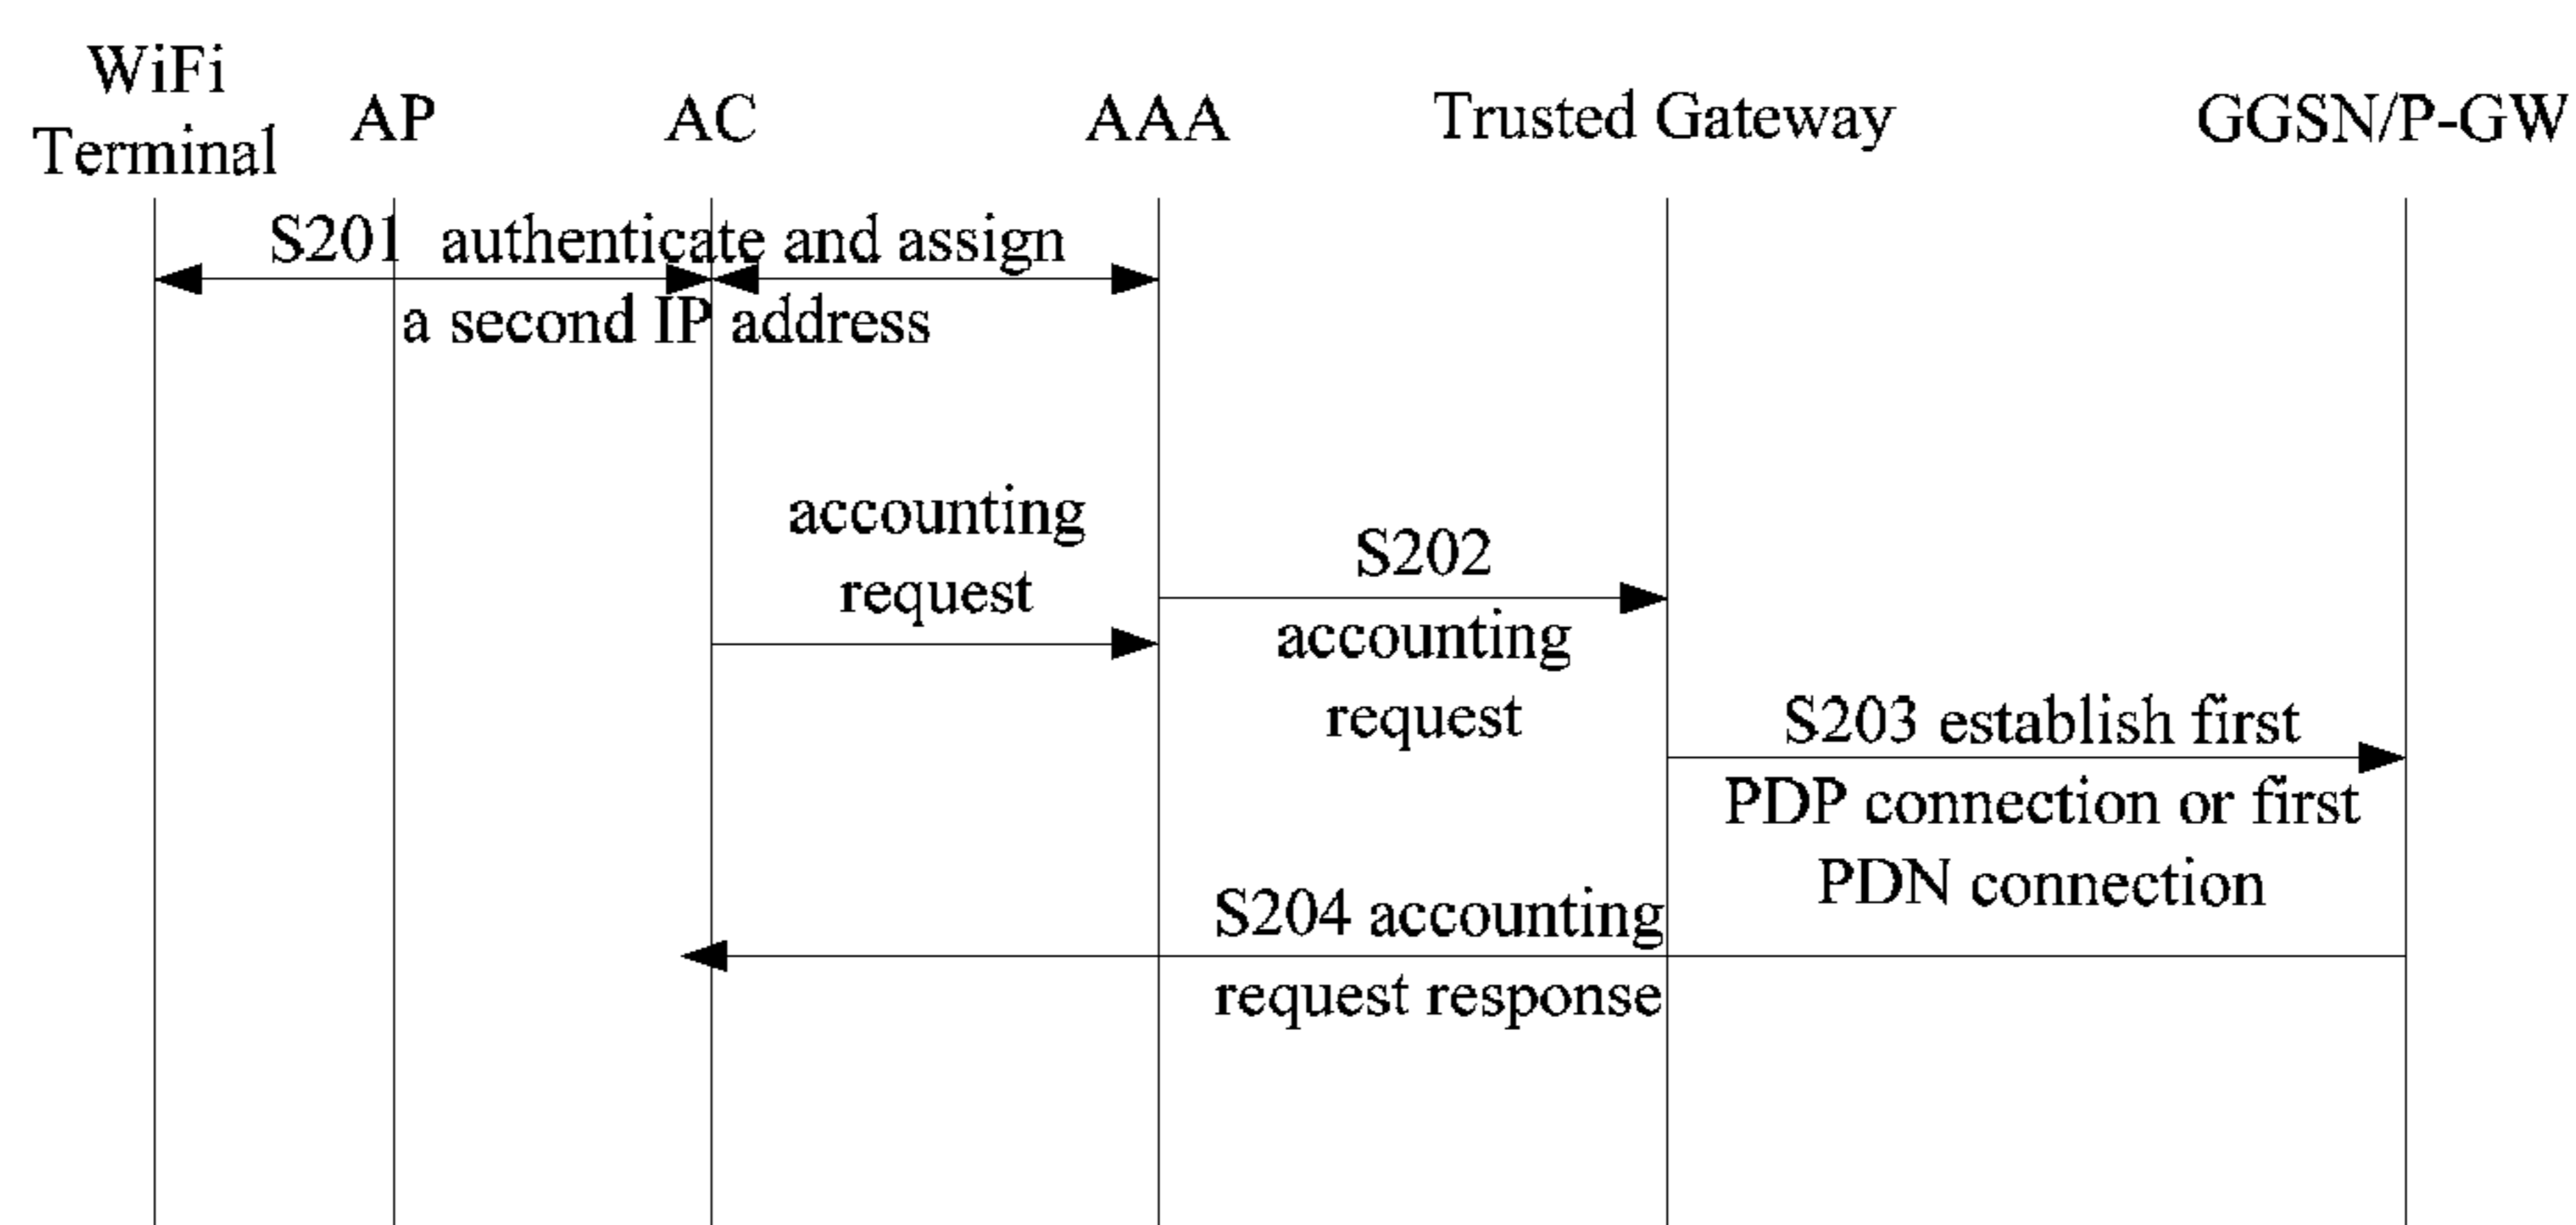 WiFi
Terminal
AP
AC
AAA
Trusted Gateway
GGSN/P-GW
S201 authenticate and assign
a second IP address
accounting
request
S202
accounting
request
S203 establish first
PDP connection or first
PDN connection
S204 accounting
request response